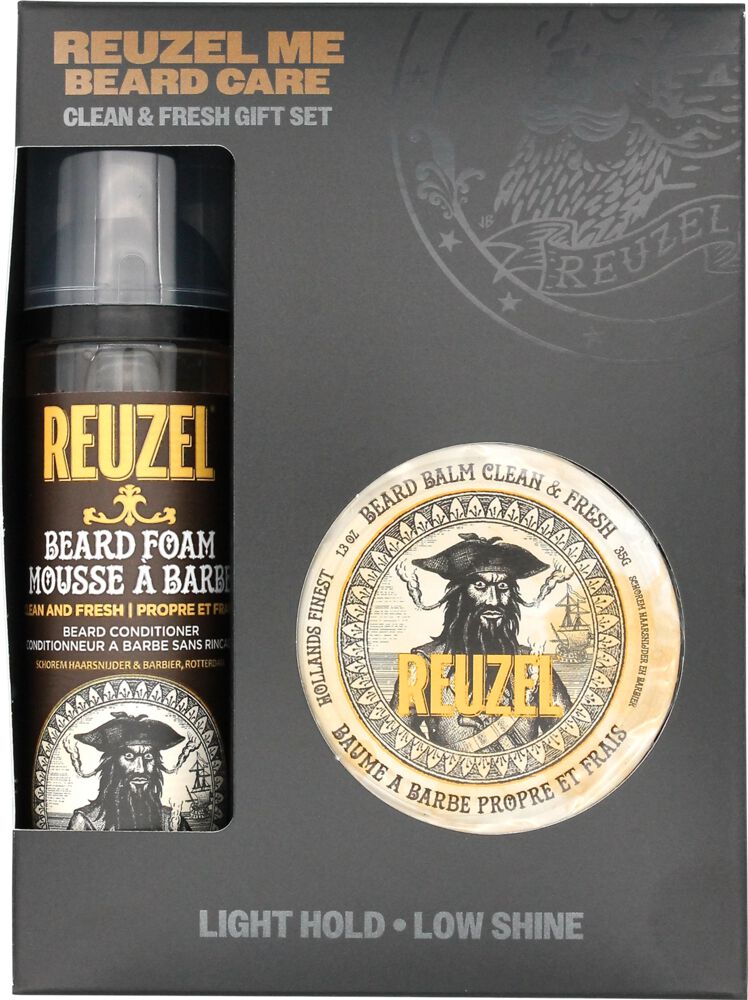 REUZEL ME
BEARD CARE
CLEAN & FRESH GIFT SET
JB
REUZEL
REUZEL
BEARD FOAM
MOUSSE À BARBE
CLEAN AND FRESH | PROPRE ET FRAIS
BEARD CONDITIONER
CONDITIONNEUR A BARBE SANS RINCAGE
SCHOREM HAARSNIJDER & BARBIER, ROTTERDAM
HOLLANDS FINEST
1.3 OZ
BEARD BALM CLEAN & FRESH
35G
SCHOREM HAARSNIJDER EN BARBIER
REUZEL
BAUME A BARBE PROPRE ET FRAIS
LIGHT HOLD • LOW SHINE